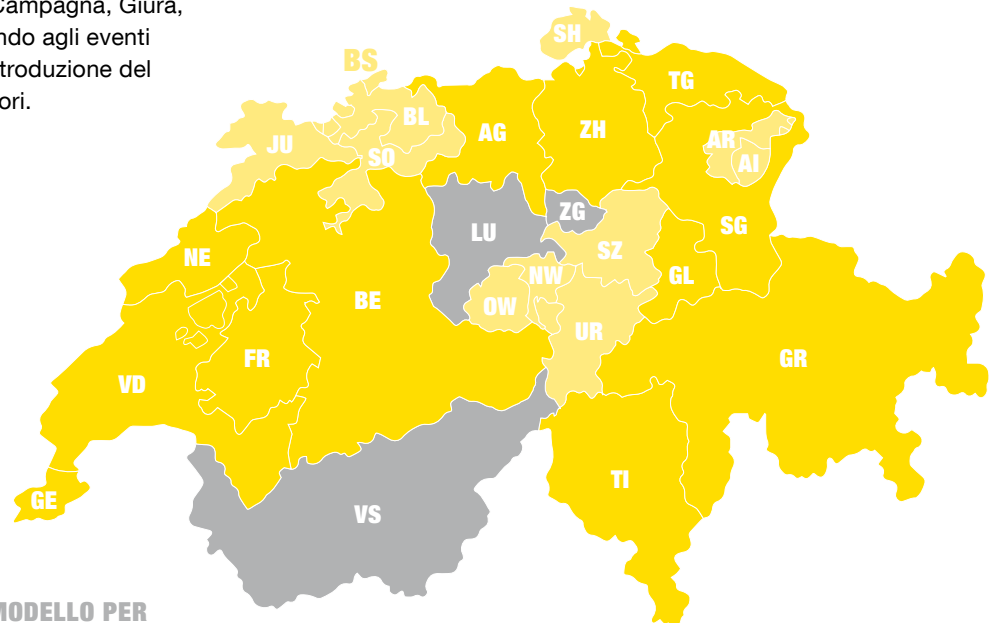 Campagna, Giura,
ndo agli eventi
troduzione del
ori.
SH
BS
TG
BL
AG
ZH
JU
AR
SO
AI
ZG
LU
SG
SZ
NE
NW
GL
BE
OW
UR
FR
GR
VD
TI
GE
VS
MODELLO PER